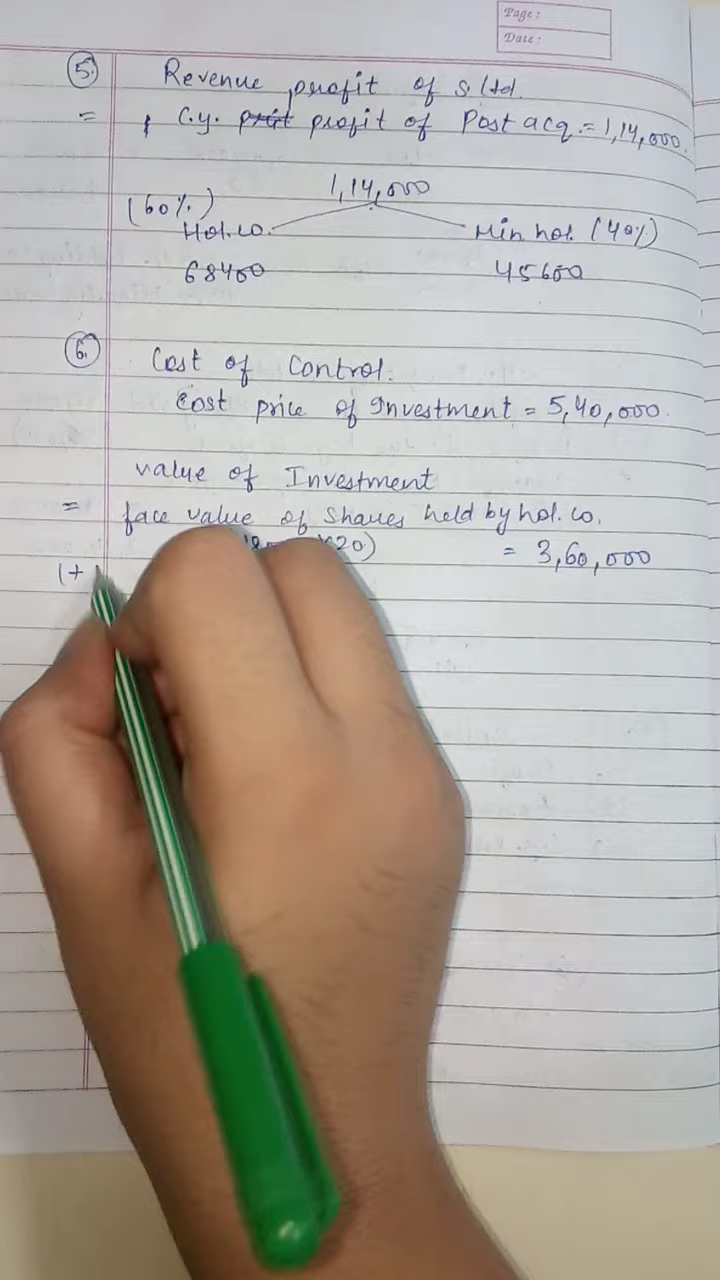 Page:
Date:
5. Revenue profit of S. Ltd.
= C.y. profit of Post acq. = 1,14,000.
1,14,000
(60%)
Hol. co. Min. hol. (40%)
68400 45600
6. Cost of Control.
Cost price of Investment = 5,40,000.
value of Investment
= face value of Shares held by hol. co.
×20) = 3,60,000
(+